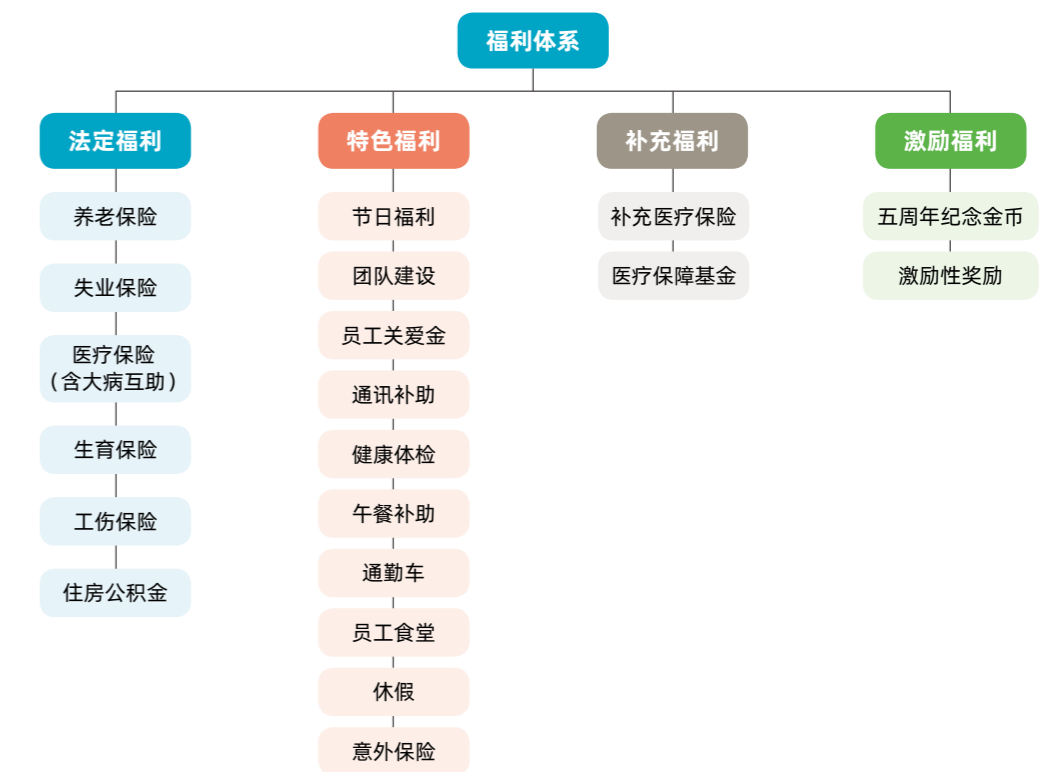 福利体系
法定福利
养老保险
失业保险
医疗保险
（含大病互助）
生育保险
工伤保险
住房公积金
特色福利
节日福利
团队建设
员工关爱金
通讯补助
健康体检
午餐补助
通勤车
员工食堂
休假
意外保险
补充福利
补充医疗保险
医疗保障基金
激励福利
五周年纪念金币
激励性奖励